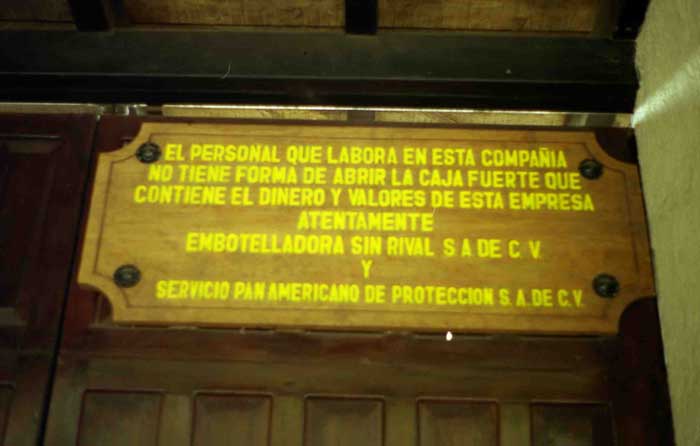 EL PERSONAL QUE LABORA EN ESTA COMPAÑIA
NO TIENE FORMA DE ABRIR LA CAJA FUERTE QUE
CONTIENE EL DINERO Y VALORES DE ESTA EMPRESA
ATENTAMENTE
EMBOTELLADORA SIN RIVAL S A DE C. V.
Y
SERVICIO PAN AMERICANO DE PROTECCION S. A. DE C.V.